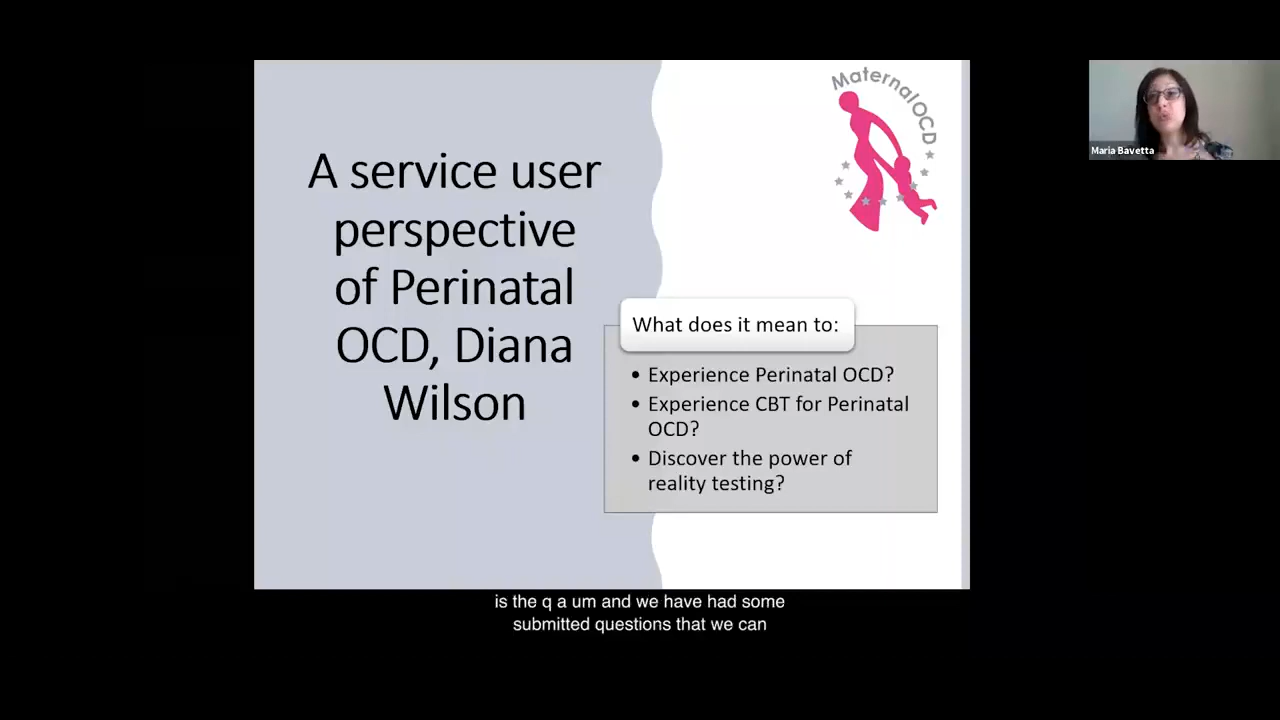 A service user
perspective
of Perinatal
OCD, Diana
Wilson
MaternalOCD
What does it mean to:
• Experience Perinatal OCD?
• Experience CBT for Perinatal
OCD?
• Discover the power of
reality testing?
Maria Bavetta
is the q a um and we have had some
submitted questions that we can